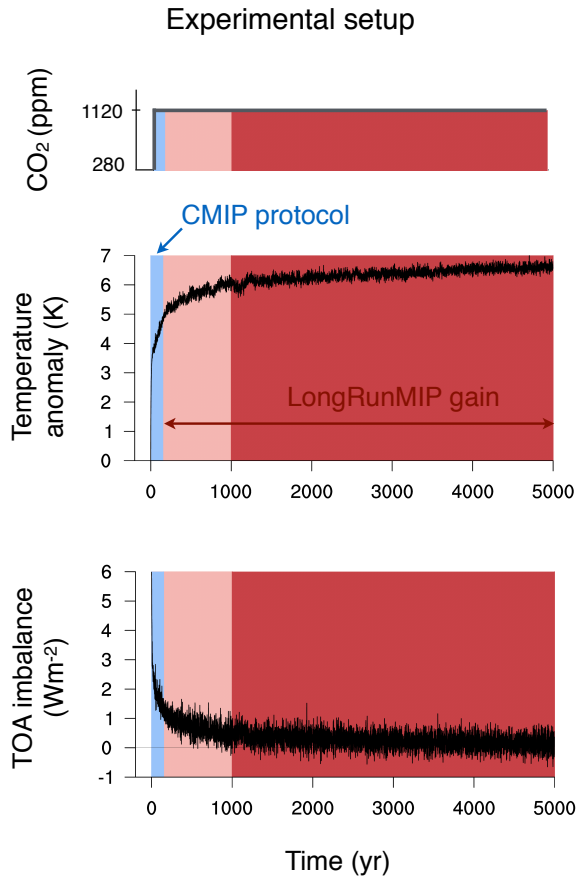 Experimental setup
CO₂ (ppm)
1120
280
CMIP protocol
Temperature
anomaly (K)
7
6
5
4
3
2
1
0
LongRunMIP gain
0 1000 2000 3000 4000 5000
TOA imbalance
(Wm⁻²)
6
5
4
3
2
1
0
-1
0 1000 2000 3000 4000 5000
Time (yr)